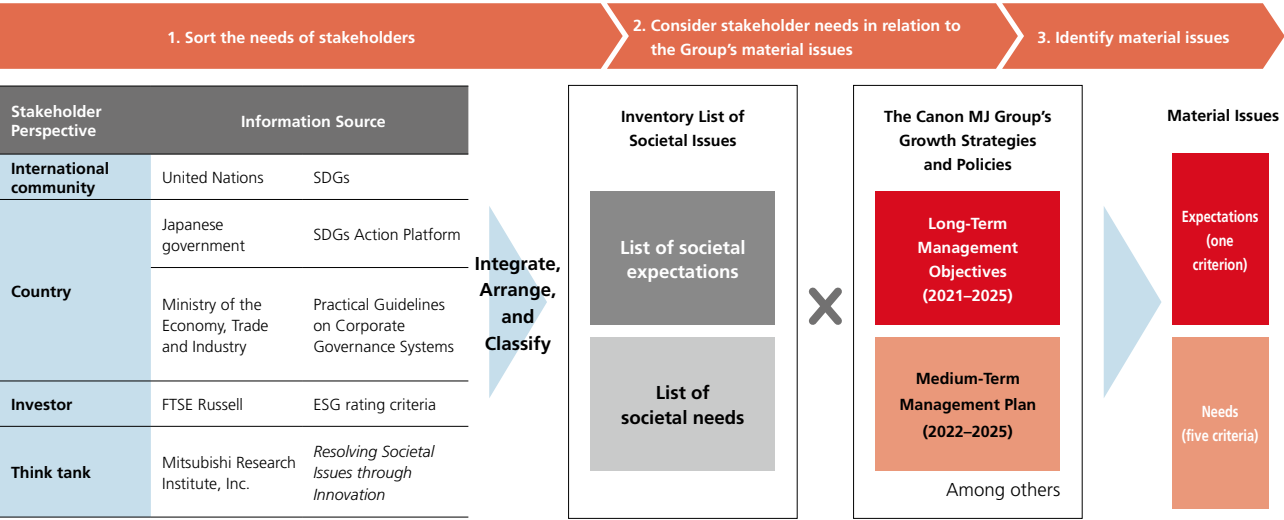 1. Sort the needs of stakeholders
2. Consider stakeholder needs in relation to
the Group's material issues
3. Identify material issues
Stakeholder
Perspective
Information Source
International
community
United Nations
SDGs
Country
Japanese
government
SDGs Action Platform
Ministry of the
Economy, Trade
and Industry
Practical Guidelines
on Corporate
Governance Systems
Investor
FTSE Russell
ESG rating criteria
Think tank
Mitsubishi Research
Institute, Inc.
Resolving Societal
Issues through
Innovation
Integrate,
Arrange,
and
Classify
Inventory List of
Societal Issues
List of societal
expectations
List of
societal needs
The Canon MJ Group's
Growth Strategies
and Policies
Long-Term
Management
Objectives
(2021–2025)
Medium-Term
Management Plan
(2022–2025)
Among others
Material Issues
Expectations
(one
criterion)
Needs
(five criteria)